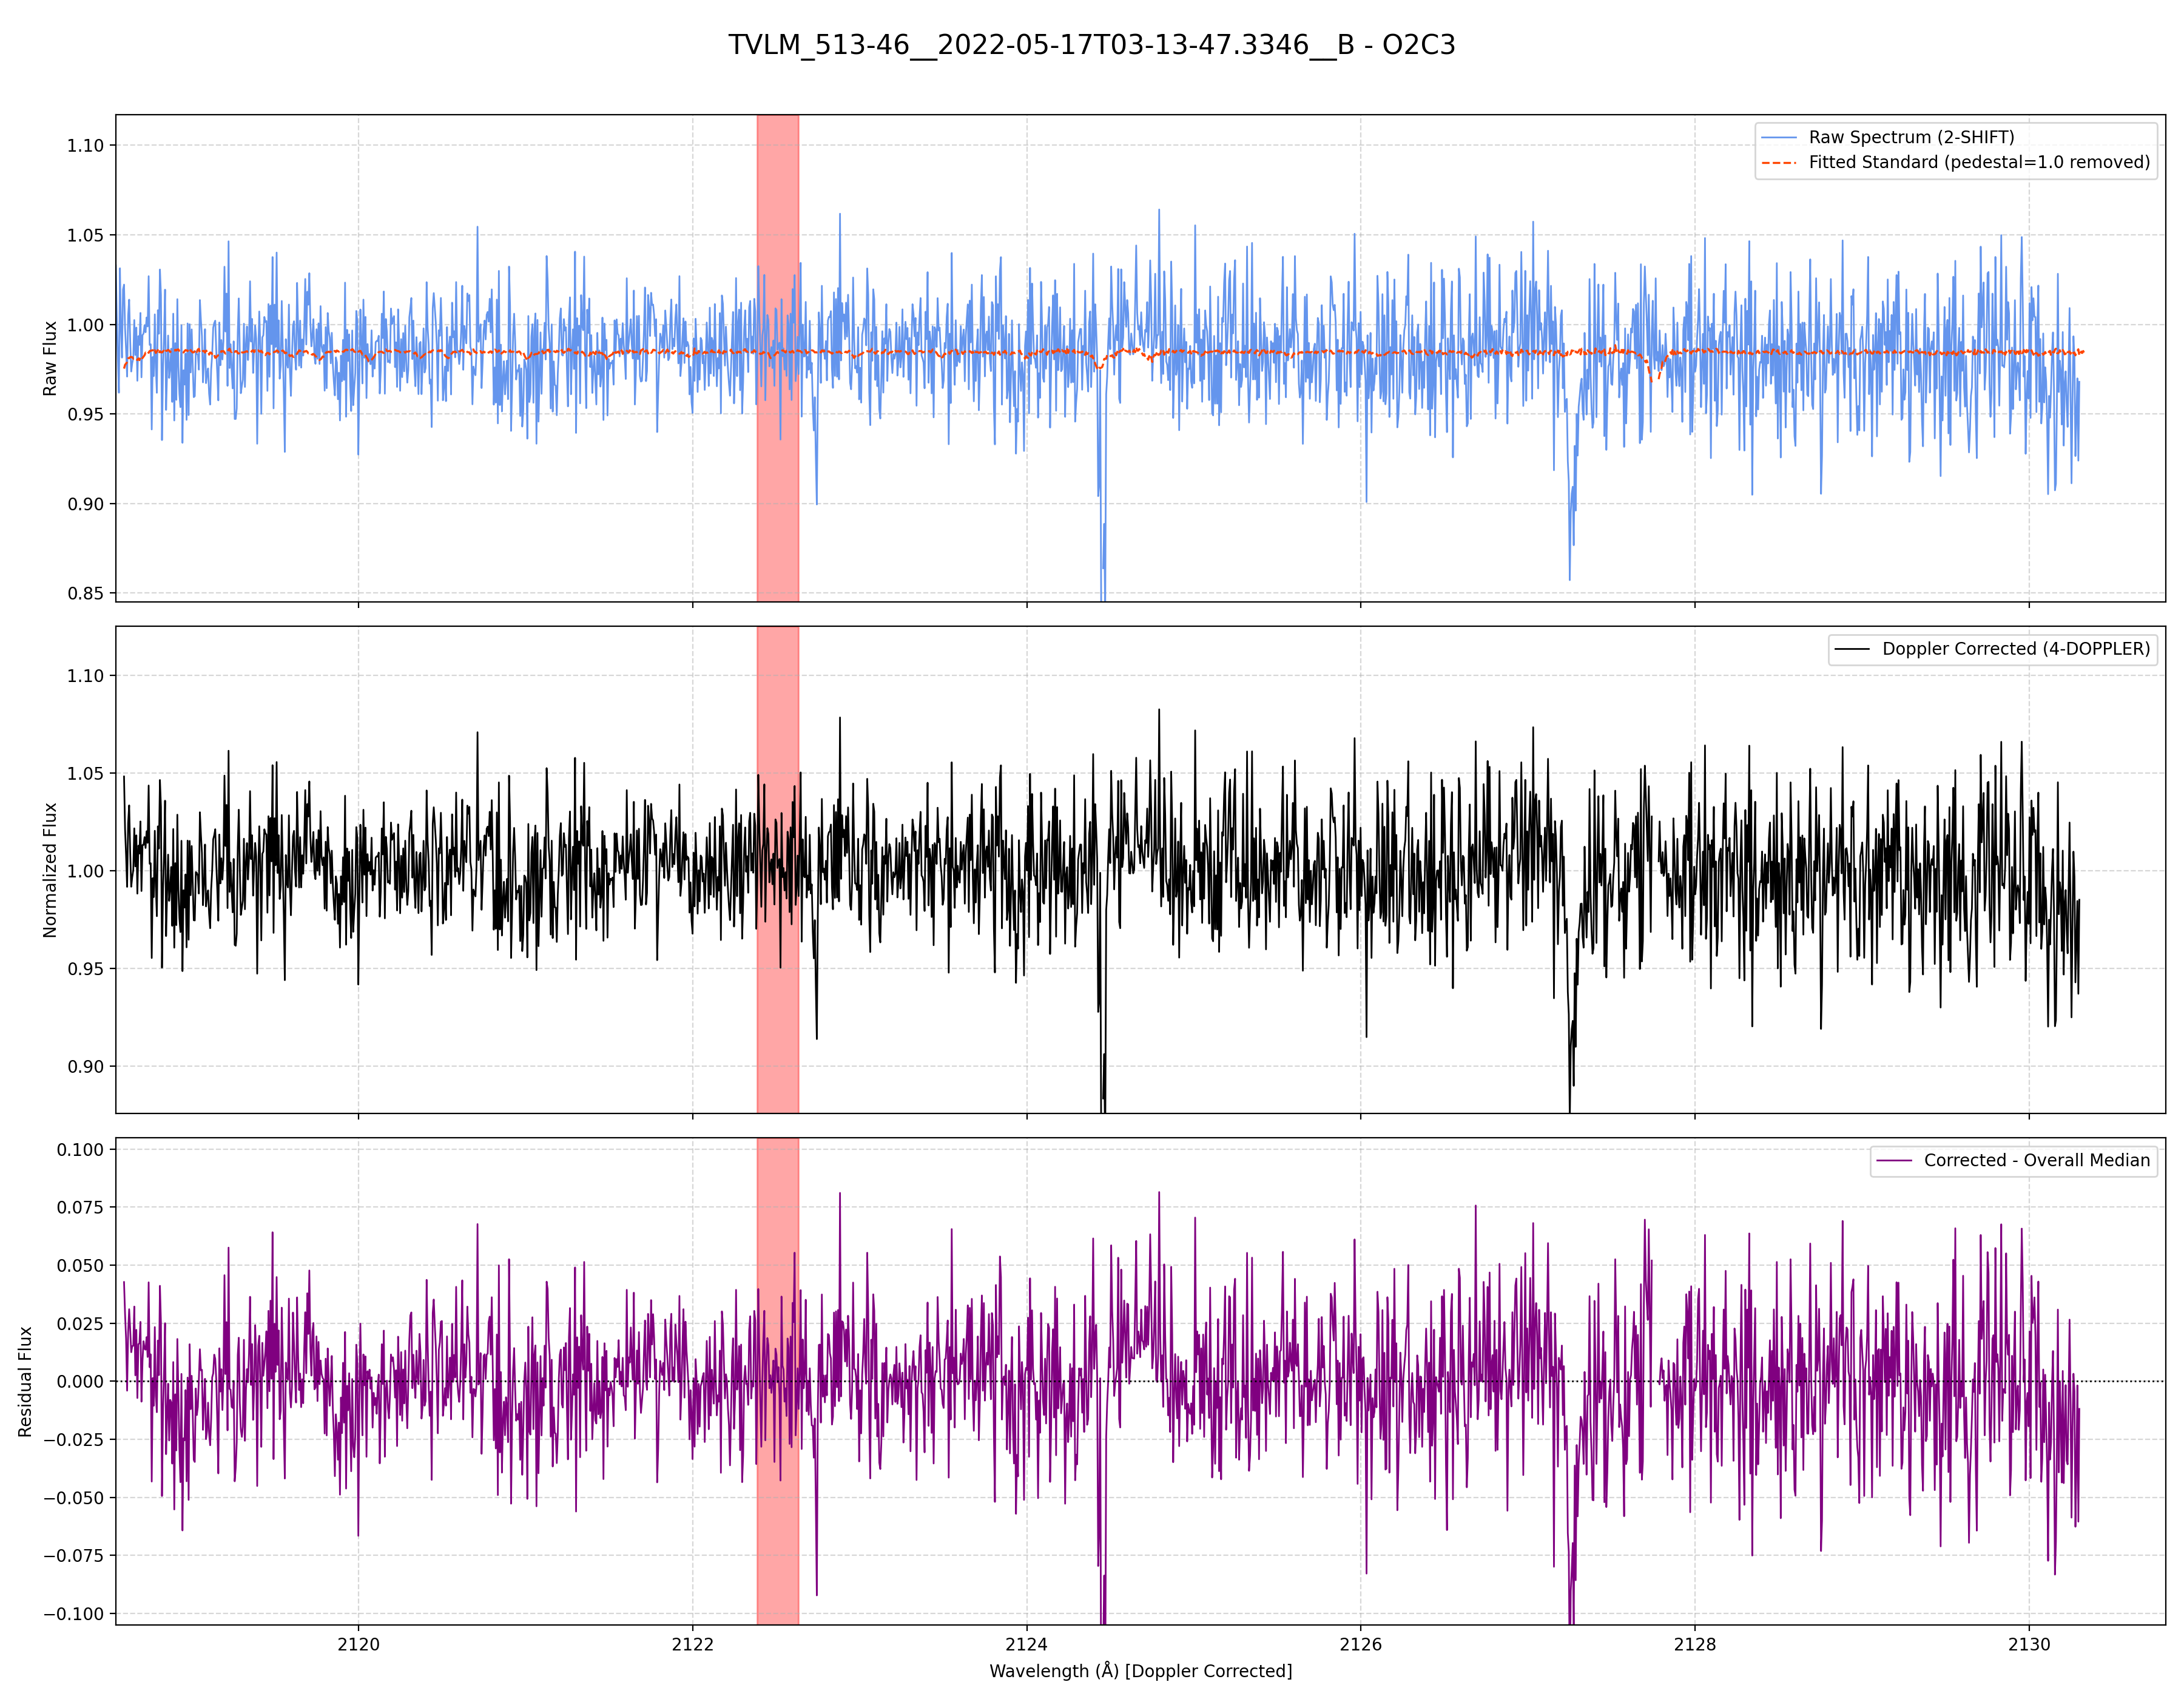 TVLM_513-46__2022-05-17T03-13-47.3346__B - O2C3
Raw Flux
1.10
1.05
1.00
0.95
0.90
0.85
Raw Spectrum (2-SHIFT)
Fitted Standard (pedestal=1.0 removed)
Normalized Flux
1.10
1.05
1.00
0.95
0.90
Doppler Corrected (4-DOPPLER)
Residual Flux
0.100
0.075
0.050
0.025
0.000
−0.025
−0.050
−0.075
−0.100
Corrected - Overall Median
2120 2122 2124 2126 2128 2130
Wavelength (Å) [Doppler Corrected]